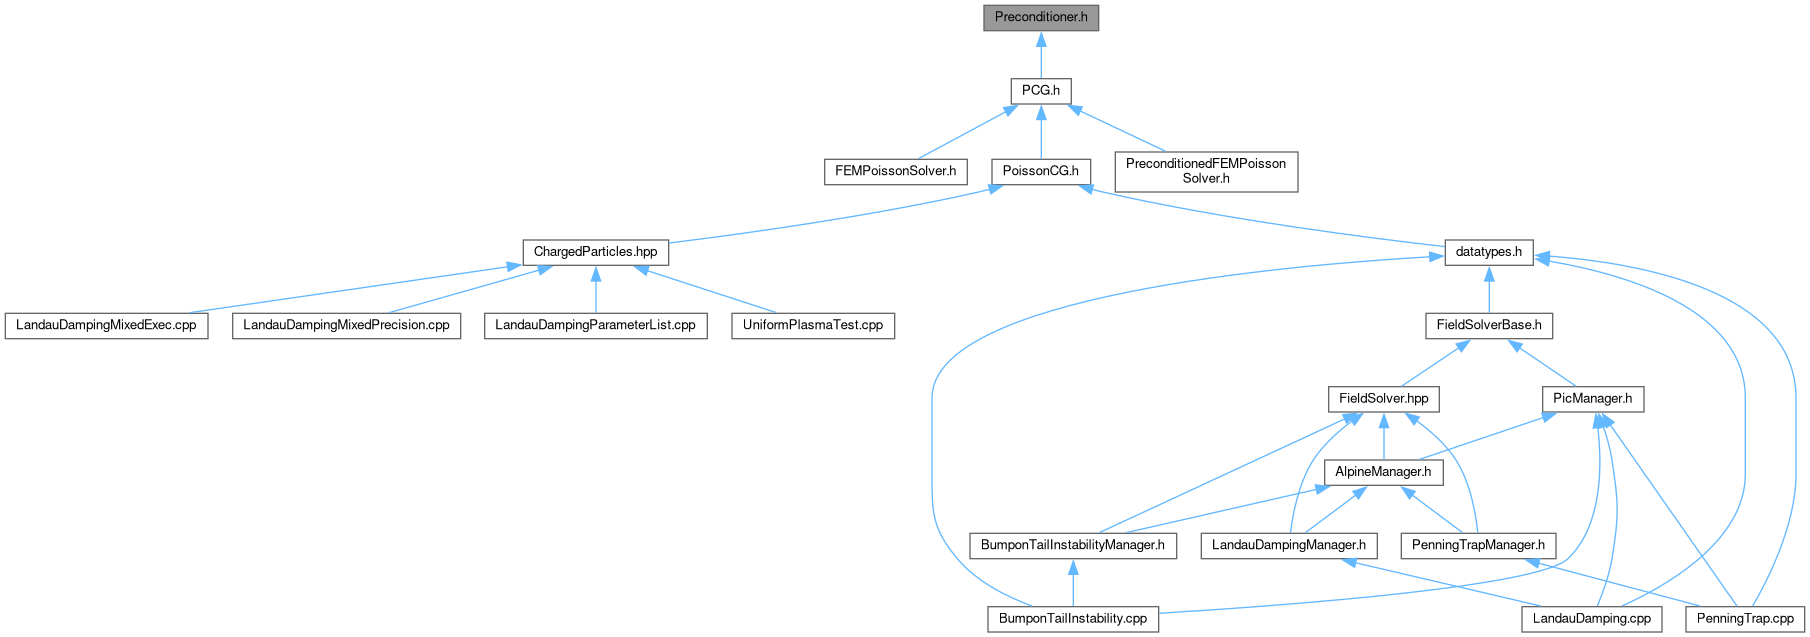 Preconditioner.h
PCG.h
FEMPoissonSolver.h
PoissonCG.h
PreconditionedFEMPoisson
Solver.h
ChargedParticles.hpp
datatypes.h
LandauDampingMixedExec.cpp
LandauDampingMixedPrecision.cpp
LandauDampingParameterList.cpp
UniformPlasmaTest.cpp
FieldSolverBase.h
FieldSolver.hpp
PicManager.h
AlpineManager.h
BumponTailInstabilityManager.h
LandauDampingManager.h
PenningTrapManager.h
BumponTailInstability.cpp
LandauDamping.cpp
PenningTrap.cpp